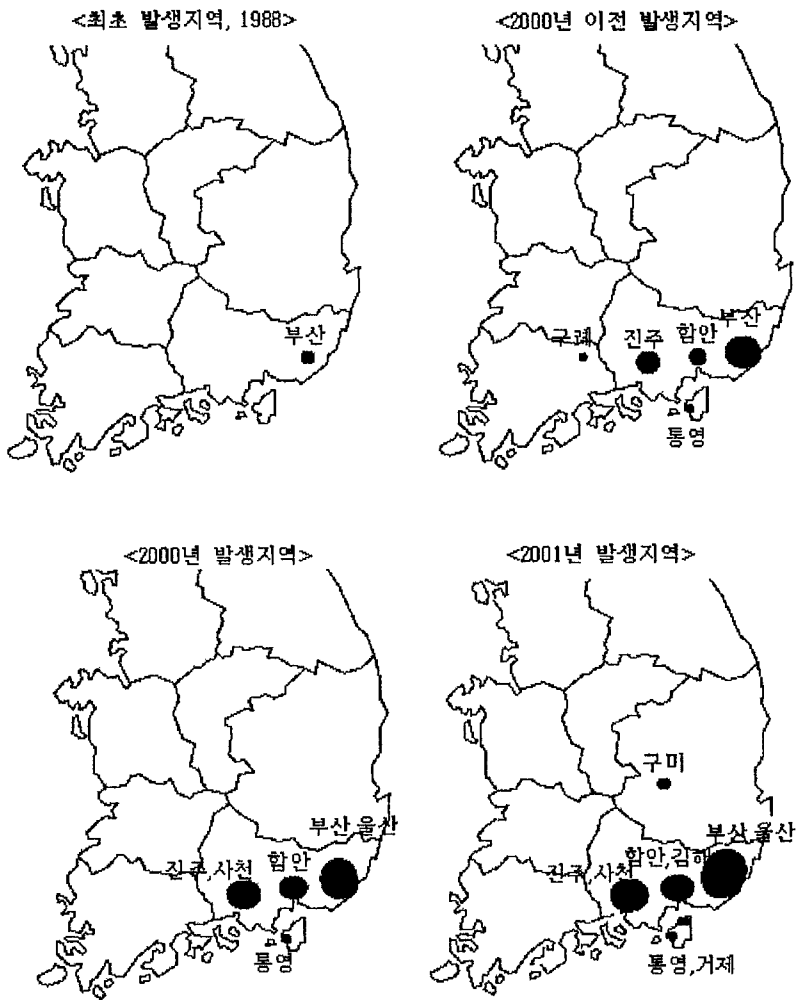 <최초 발생지역, 1988>
부산
<2000년 이전 발생지역>
구례
진주
함안
부산
통영
<2000년 발생지역>
부산,울산
진주,사천
함안
통영
<2001년 발생지역>
구미
부산,울산
함안,김해
진주,사천
통영,거제